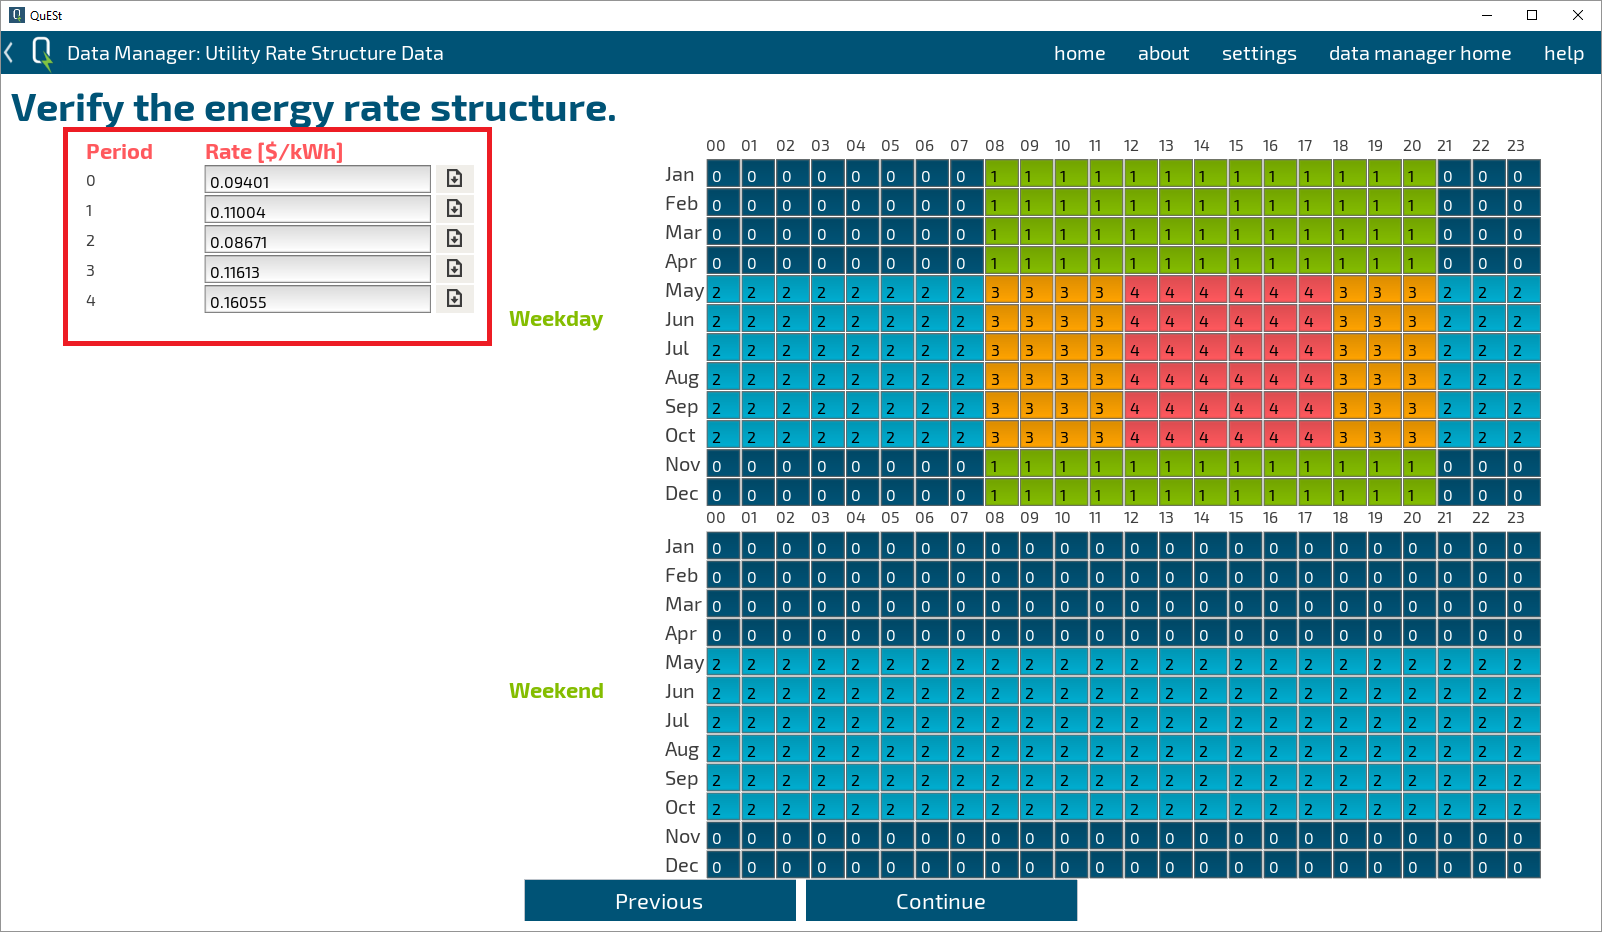 QuESt
Data Manager: Utility Rate Structure Data home about settings data manager home help
Verify the energy rate structure.
Period Rate [$/kWh]
0 0.09401
1 0.11004
2 0.08671
3 0.11613
4 0.16055
Weekday
00 01 02 03 04 05 06 07 08 09 10 11 12 13 14 15 16 17 18 19 20 21 22 23
Jan 0 0 0 0 0 0 0 0 1 1 1 1 1 1 1 1 1 1 1 1 1 0 0 0
Feb 0 0 0 0 0 0 0 0 1 1 1 1 1 1 1 1 1 1 1 1 1 0 0 0
Mar 0 0 0 0 0 0 0 0 1 1 1 1 1 1 1 1 1 1 1 1 1 0 0 0
Apr 0 0 0 0 0 0 0 0 1 1 1 1 1 1 1 1 1 1 1 1 1 0 0 0
May 2 2 2 2 2 2 2 2 3 3 3 3 4 4 4 4 4 4 3 3 3 2 2 2
Jun 2 2 2 2 2 2 2 2 3 3 3 3 4 4 4 4 4 4 3 3 3 2 2 2
Jul 2 2 2 2 2 2 2 2 3 3 3 3 4 4 4 4 4 4 3 3 3 2 2 2
Aug 2 2 2 2 2 2 2 2 3 3 3 3 4 4 4 4 4 4 3 3 3 2 2 2
Sep 2 2 2 2 2 2 2 2 3 3 3 3 4 4 4 4 4 4 3 3 3 2 2 2
Oct 2 2 2 2 2 2 2 2 3 3 3 3 4 4 4 4 4 4 3 3 3 2 2 2
Nov 0 0 0 0 0 0 0 0 1 1 1 1 1 1 1 1 1 1 1 1 1 0 0 0
Dec 0 0 0 0 0 0 0 0 1 1 1 1 1 1 1 1 1 1 1 1 1 0 0 0
Weekend
00 01 02 03 04 05 06 07 08 09 10 11 12 13 14 15 16 17 18 19 20 21 22 23
Jan 0 0 0 0 0 0 0 0 0 0 0 0 0 0 0 0 0 0 0 0 0 0 0 0
Feb 0 0 0 0 0 0 0 0 0 0 0 0 0 0 0 0 0 0 0 0 0 0 0 0
Mar 0 0 0 0 0 0 0 0 0 0 0 0 0 0 0 0 0 0 0 0 0 0 0 0
Apr 0 0 0 0 0 0 0 0 0 0 0 0 0 0 0 0 0 0 0 0 0 0 0 0
May 2 2 2 2 2 2 2 2 2 2 2 2 2 2 2 2 2 2 2 2 2 2 2 2
Jun 2 2 2 2 2 2 2 2 2 2 2 2 2 2 2 2 2 2 2 2 2 2 2 2
Jul 2 2 2 2 2 2 2 2 2 2 2 2 2 2 2 2 2 2 2 2 2 2 2 2
Aug 2 2 2 2 2 2 2 2 2 2 2 2 2 2 2 2 2 2 2 2 2 2 2 2
Sep 2 2 2 2 2 2 2 2 2 2 2 2 2 2 2 2 2 2 2 2 2 2 2 2
Oct 2 2 2 2 2 2 2 2 2 2 2 2 2 2 2 2 2 2 2 2 2 2 2 2
Nov 0 0 0 0 0 0 0 0 0 0 0 0 0 0 0 0 0 0 0 0 0 0 0 0
Dec 0 0 0 0 0 0 0 0 0 0 0 0 0 0 0 0 0 0 0 0 0 0 0 0
Previous Continue